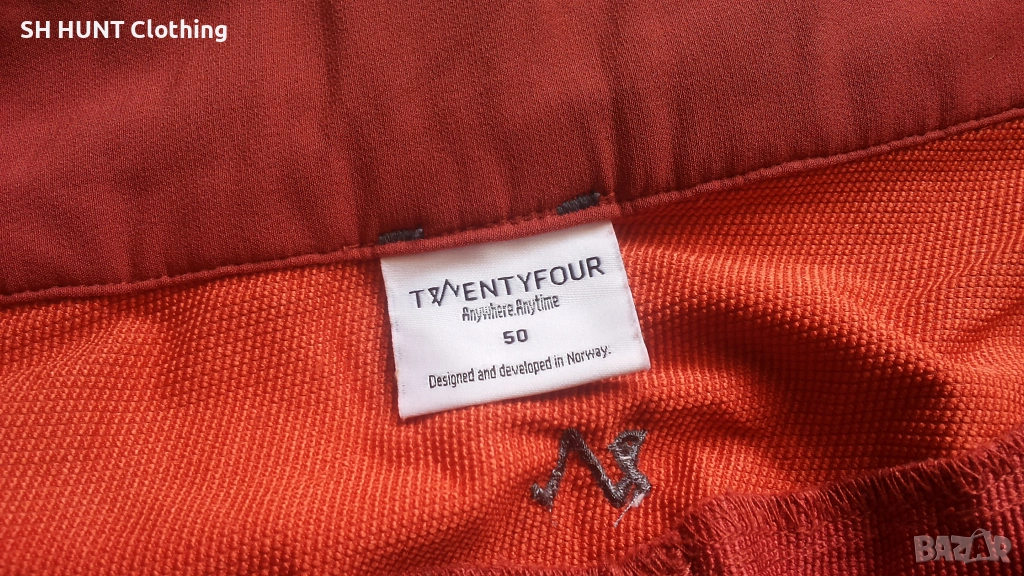 SH HUNT Clothing
TWENTYFOUR
Anywhere.Anytime
50
Designed and developed in Norway.
BAZAR